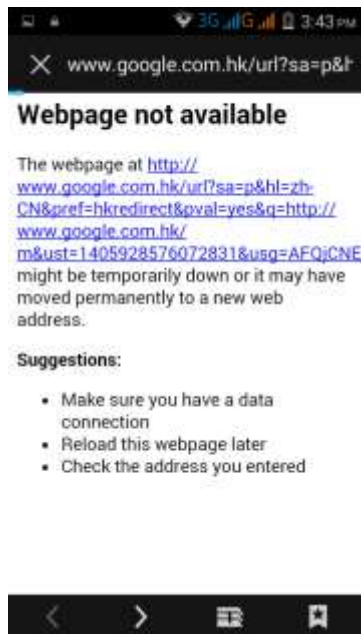 3G G 3:43 PM
www.google.com.hk/url?sa=p&h
Webpage not available
The webpage at http://
www.google.com.hk/url?sa=p&hl=zh-
CN&pref=hkredirect&pval=yes&q=http://
www.google.com.hk/
m&ust=1405928576072831&usg=AFQjCNE
might be temporarily down or it may have
moved permanently to a new web
address.
Suggestions:
• Make sure you have a data
connection
• Reload this webpage later
• Check the address you entered